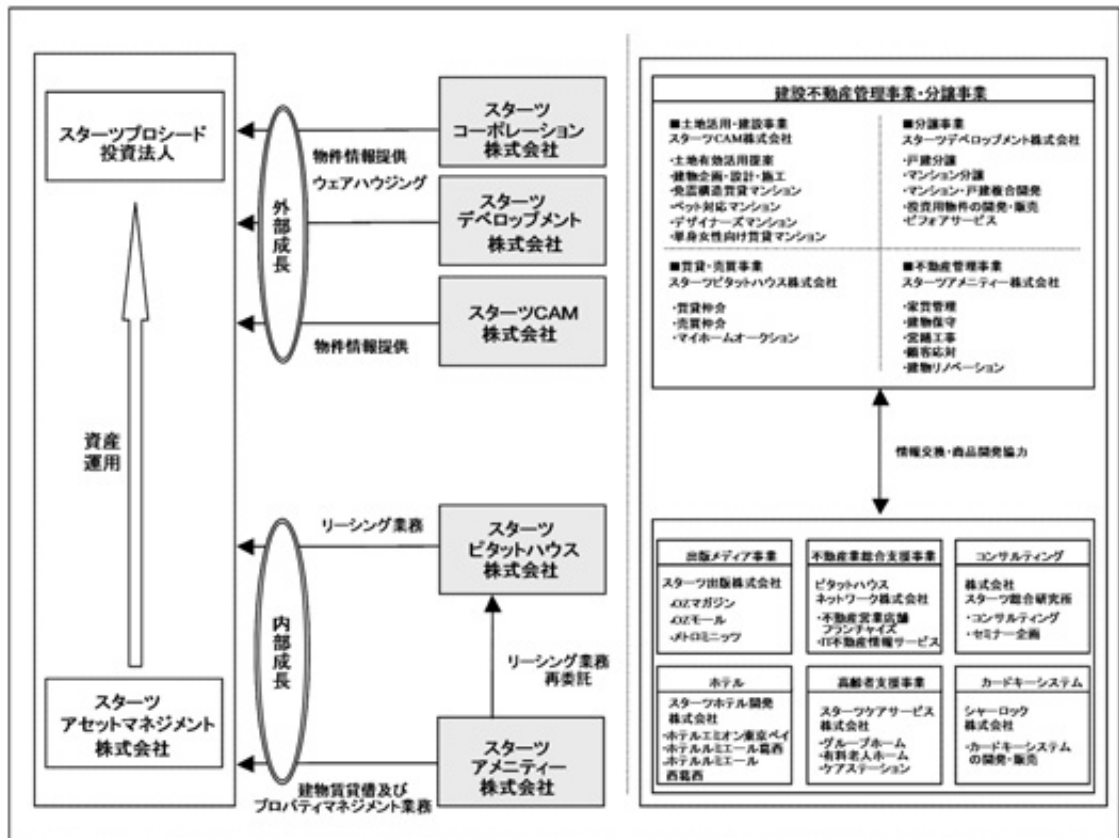 スターツプロシード
投資法人
資産
運用
スターツ
アセットマネジメント
株式会社
外部成長
物件情報提供
ウェアハウジング
物件情報提供
スターツ
コーポレーション
株式会社
スターツ
デベロップメント
株式会社
スターツCAM
株式会社
内部成長
リーシング業務
スターツ
ピタットハウス
株式会社
リーシング業務
再委託
建物賃貸借及び
プロパティマネジメント業務
スターツ
アメニティー
株式会社
建設不動産管理事業・分譲事業
■土地活用・建設事業
スターツCAM株式会社
・土地有効活用提案
・建物企画・設計・施工
・免震構造賃貸マンション
・ペット対応マンション
・デザイナーズマンション
・単身女性向け賃貸マンション
■分譲事業
スターツデベロップメント株式会社
・戸建分譲
・マンション分譲
・マンション・戸建複合開発
・投資用物件の開発・販売
・ビフォアサービス
■賃貸・売買事業
スターツピタットハウス株式会社
・賃貸仲介
・売買仲介
・マイホームオークション
■不動産管理事業
スターツアメニティー株式会社
・家賃管理
・建物保守
・営繕工事
・顧客応対
・建物リノベーション
情報交換・商品開発協力
出版メディア事業
スターツ出版株式会社
・OZマガジン
・OZモール
・メトロミニッツ
不動産業総合支援事業
ピタットハウス
ネットワーク株式会社
・不動産営業店舗
フランチャイズ
・IT不動産情報サービス
コンサルティング
株式会社
スターツ総合研究所
・コンサルティング
・セミナー企画
ホテル
スターツホテル開発
株式会社
・ホテルエミオン東京ベイ
・ホテルルミエール葛西
・ホテルルミエール
西葛西
高齢者支援事業
スターツケアサービス
株式会社
・グループホーム
・有料老人ホーム
・ケアステーション
カードキーシステム
シャーロック
株式会社
・カードキーシステム
の開発・販売